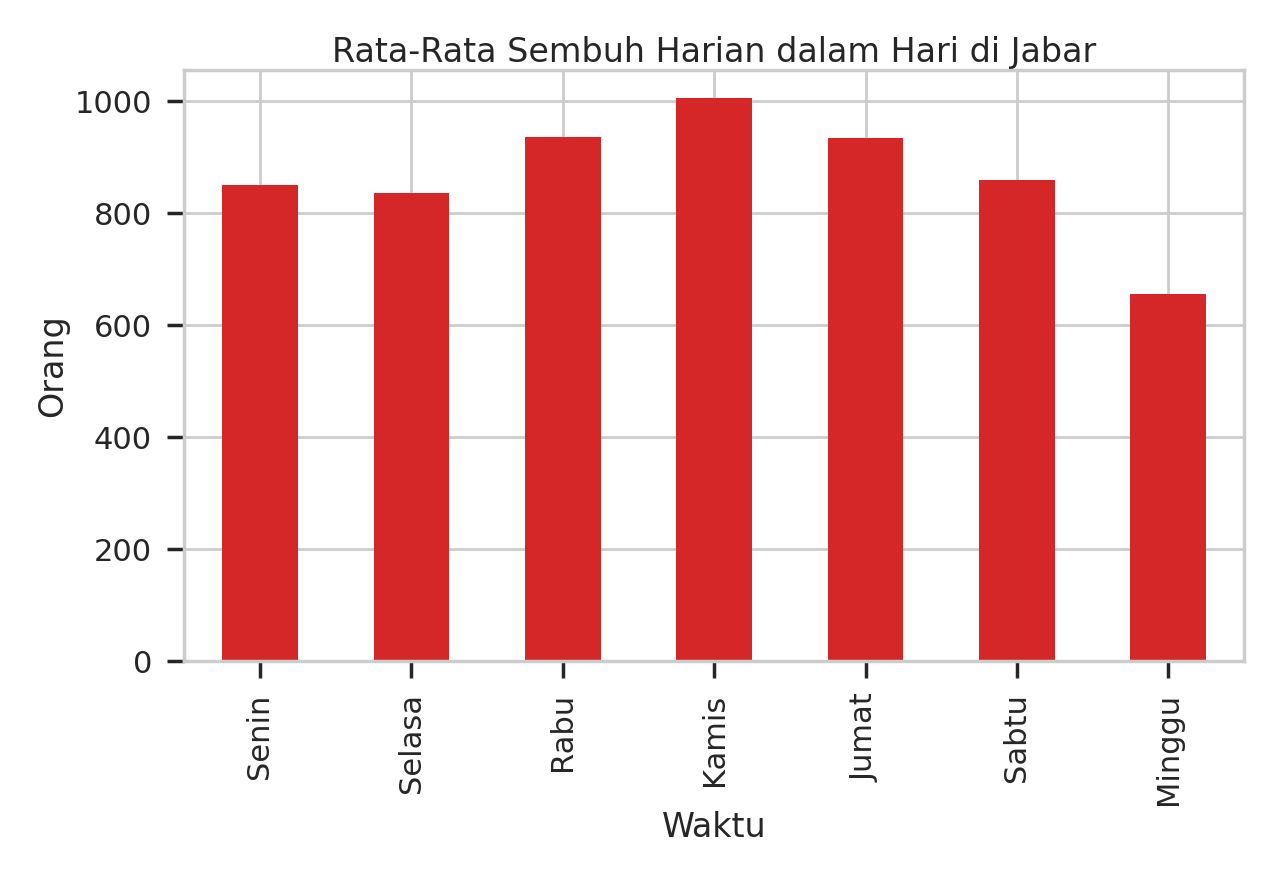 Rata-Rata Sembuh Harian dalam Hari di Jabar
1000
800
600
400
200
0
Orang
Senin
Selasa
Rabu
Kamis
Jumat
Sabtu
Minggu
Waktu